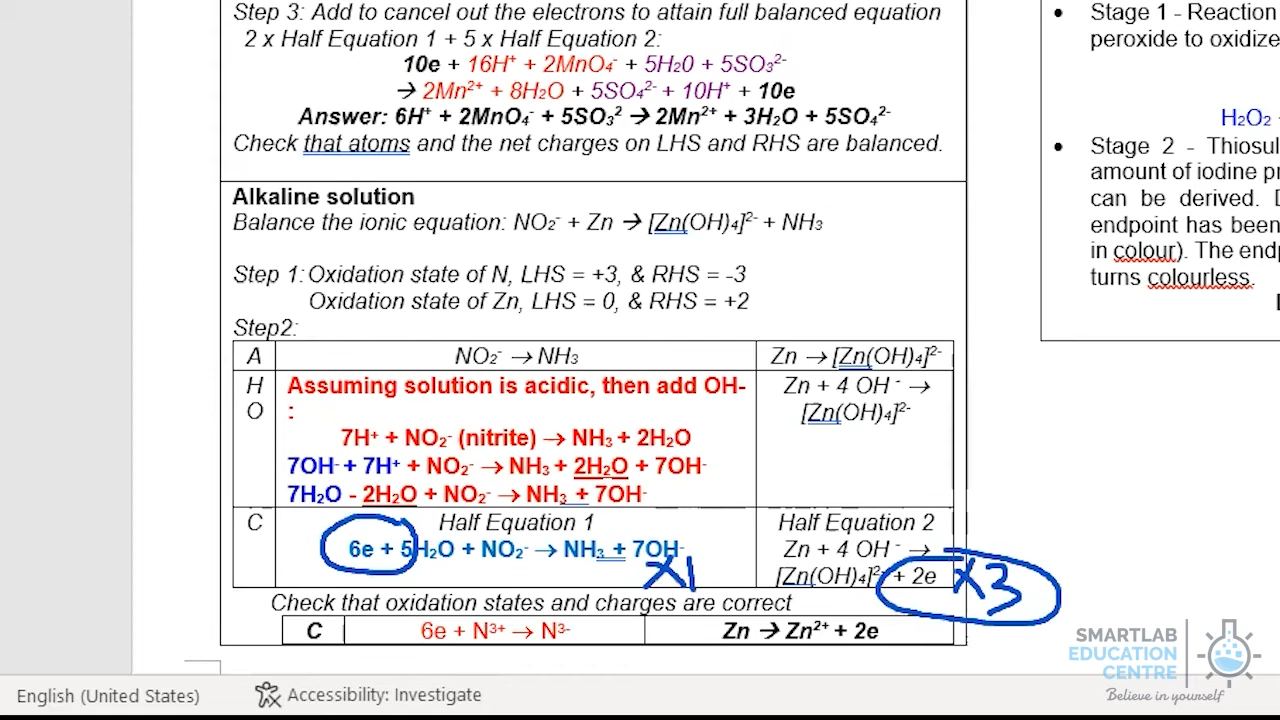 Step 3: Add to cancel out the electrons to attain full balanced equation
2 x Half Equation 1 + 5 x Half Equation 2:
10e + 16H⁺ + 2MnO₄⁻ + 5H₂0 + 5SO₃²⁻
→ 2Mn²⁺ + 8H₂O + 5SO₄²⁻ + 10H⁺ + 10e
Answer: 6H⁺ + 2MnO₄⁻ + 5SO₃² → 2Mn²⁺ + 3H₂O + 5SO₄²⁻
Check that atoms and the net charges on LHS and RHS are balanced.
Alkaline solution
Balance the ionic equation: NO₂⁻ + Zn → [Zn(OH)₄]²⁻ + NH₃
Step 1: Oxidation state of N, LHS = +3, & RHS = -3
Oxidation state of Zn, LHS = 0, & RHS = +2
Step2:
A
NO₂⁻ → NH₃
Zn → [Zn(OH)₄]²⁻
H
O
Assuming solution is acidic, then add OH-
:
7H⁺ + NO₂⁻ (nitrite) → NH₃ + 2H₂O
7OH⁻ + 7H⁺ + NO₂⁻ → NH₃ + 2H₂O + 7OH⁻
7H₂O - 2H₂O + NO₂⁻ → NH₃ + 7OH⁻
Zn + 4 OH⁻ →
[Zn(OH)₄]²⁻
C
Half Equation 1
6e + 5H₂O + NO₂⁻ → NH₃ + 7OH⁻
X1
Half Equation 2
Zn + 4 OH⁻ →
[Zn(OH)₄]²⁻ + 2e
X3
Check that oxidation states and charges are correct
C
6e + N³⁺ → N³⁻
Zn → Zn²⁺ + 2e
• Stage 1 - Reaction
peroxide to oxidize
H₂O₂
• Stage 2 - Thiosul
amount of iodine pr
can be derived.
endpoint has been
in colour). The endp
turns colourless.
SMARTLAB
EDUCATION
CENTRE
Believe in yourself
English (United States)
Accessibility: Investigate